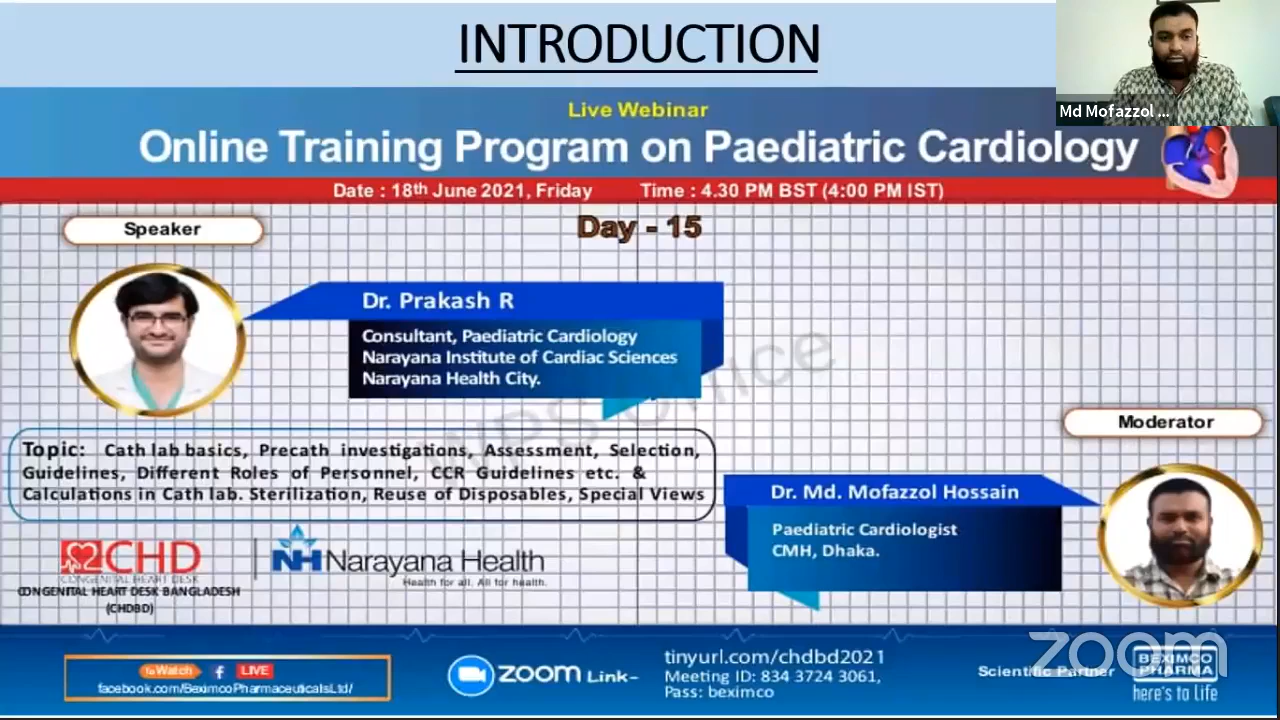 INTRODUCTION
Md Mofazzol ...
Live Webinar
Online Training Program on Paediatric Cardiology
Date : 18th June 2021, Friday Time : 4.30 PM BST (4:00 PM IST)
Day - 15
Speaker
Dr. Prakash R
Consultant, Paediatric Cardiology
Narayana Institute of Cardiac Sciences
Narayana Health City.
WPS Office
Topic: Cath lab basics, Precath investigations, Assessment, Selection,
Guidelines, Different Roles of Personnel, CCR Guidelines etc. &
Calculations in Cath lab. Sterilization, Reuse of Disposables, Special Views
Moderator
Dr. Md. Mofazzol Hossain
Paediatric Cardiologist
CMH, Dhaka.
CHD
CONGENITAL HEART DESK
CONGENITAL HEART DESK BANGLADESH
(CHDBD)
NH Narayana Health
Health for all. All for health.
To Watch f LIVE
facebook.com/BeximcoPharmaceuticalsLtd/
zoom Link-
tinyurl.com/chdbd2021
Meeting ID: 834 3724 3061,
Pass: beximco
Scientific Partner
BEXIMCO
PHARMA
here's to life
zoom